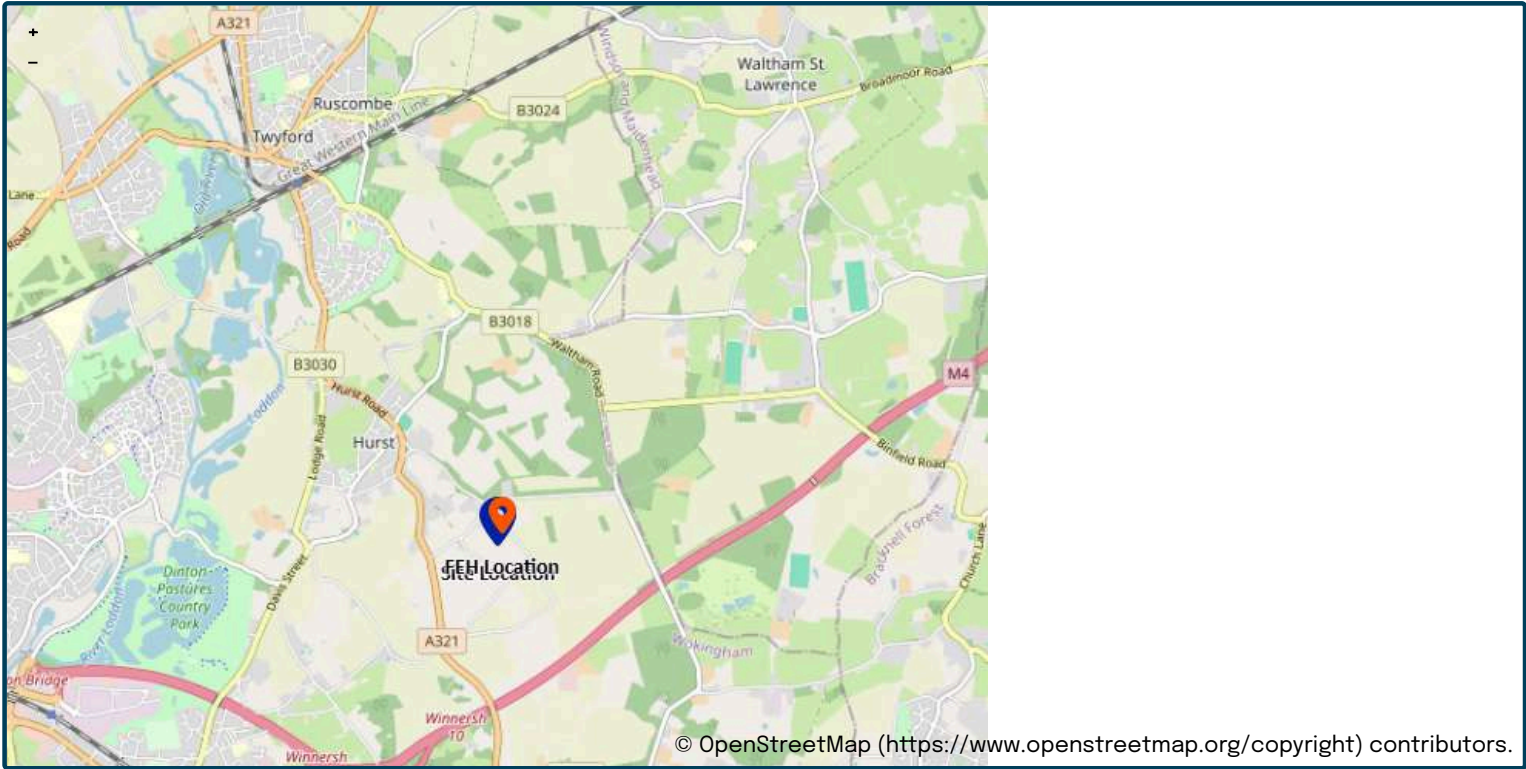 +
−
A321
Waltham St
Lawrence
Broadmoor Road
Ruscombe
B3024
Windsor and Maidenhead
Twyford
Great Western Main Line
Lane
Road
B3018
Waltham Road
B3030
M4
Hurst Road
Loddon
Lodge Road
Hurst
Binfield Road
Bracknell Forest
Church Lane
FEH Location
Site Location
Dinton
Pastures
Country
Park
Davis Street
River Loddon
A321
Wokingham
on Bridge
Winnersh
10
Winnersh
© OpenStreetMap (https://www.openstreetmap.org/copyright) contributors.